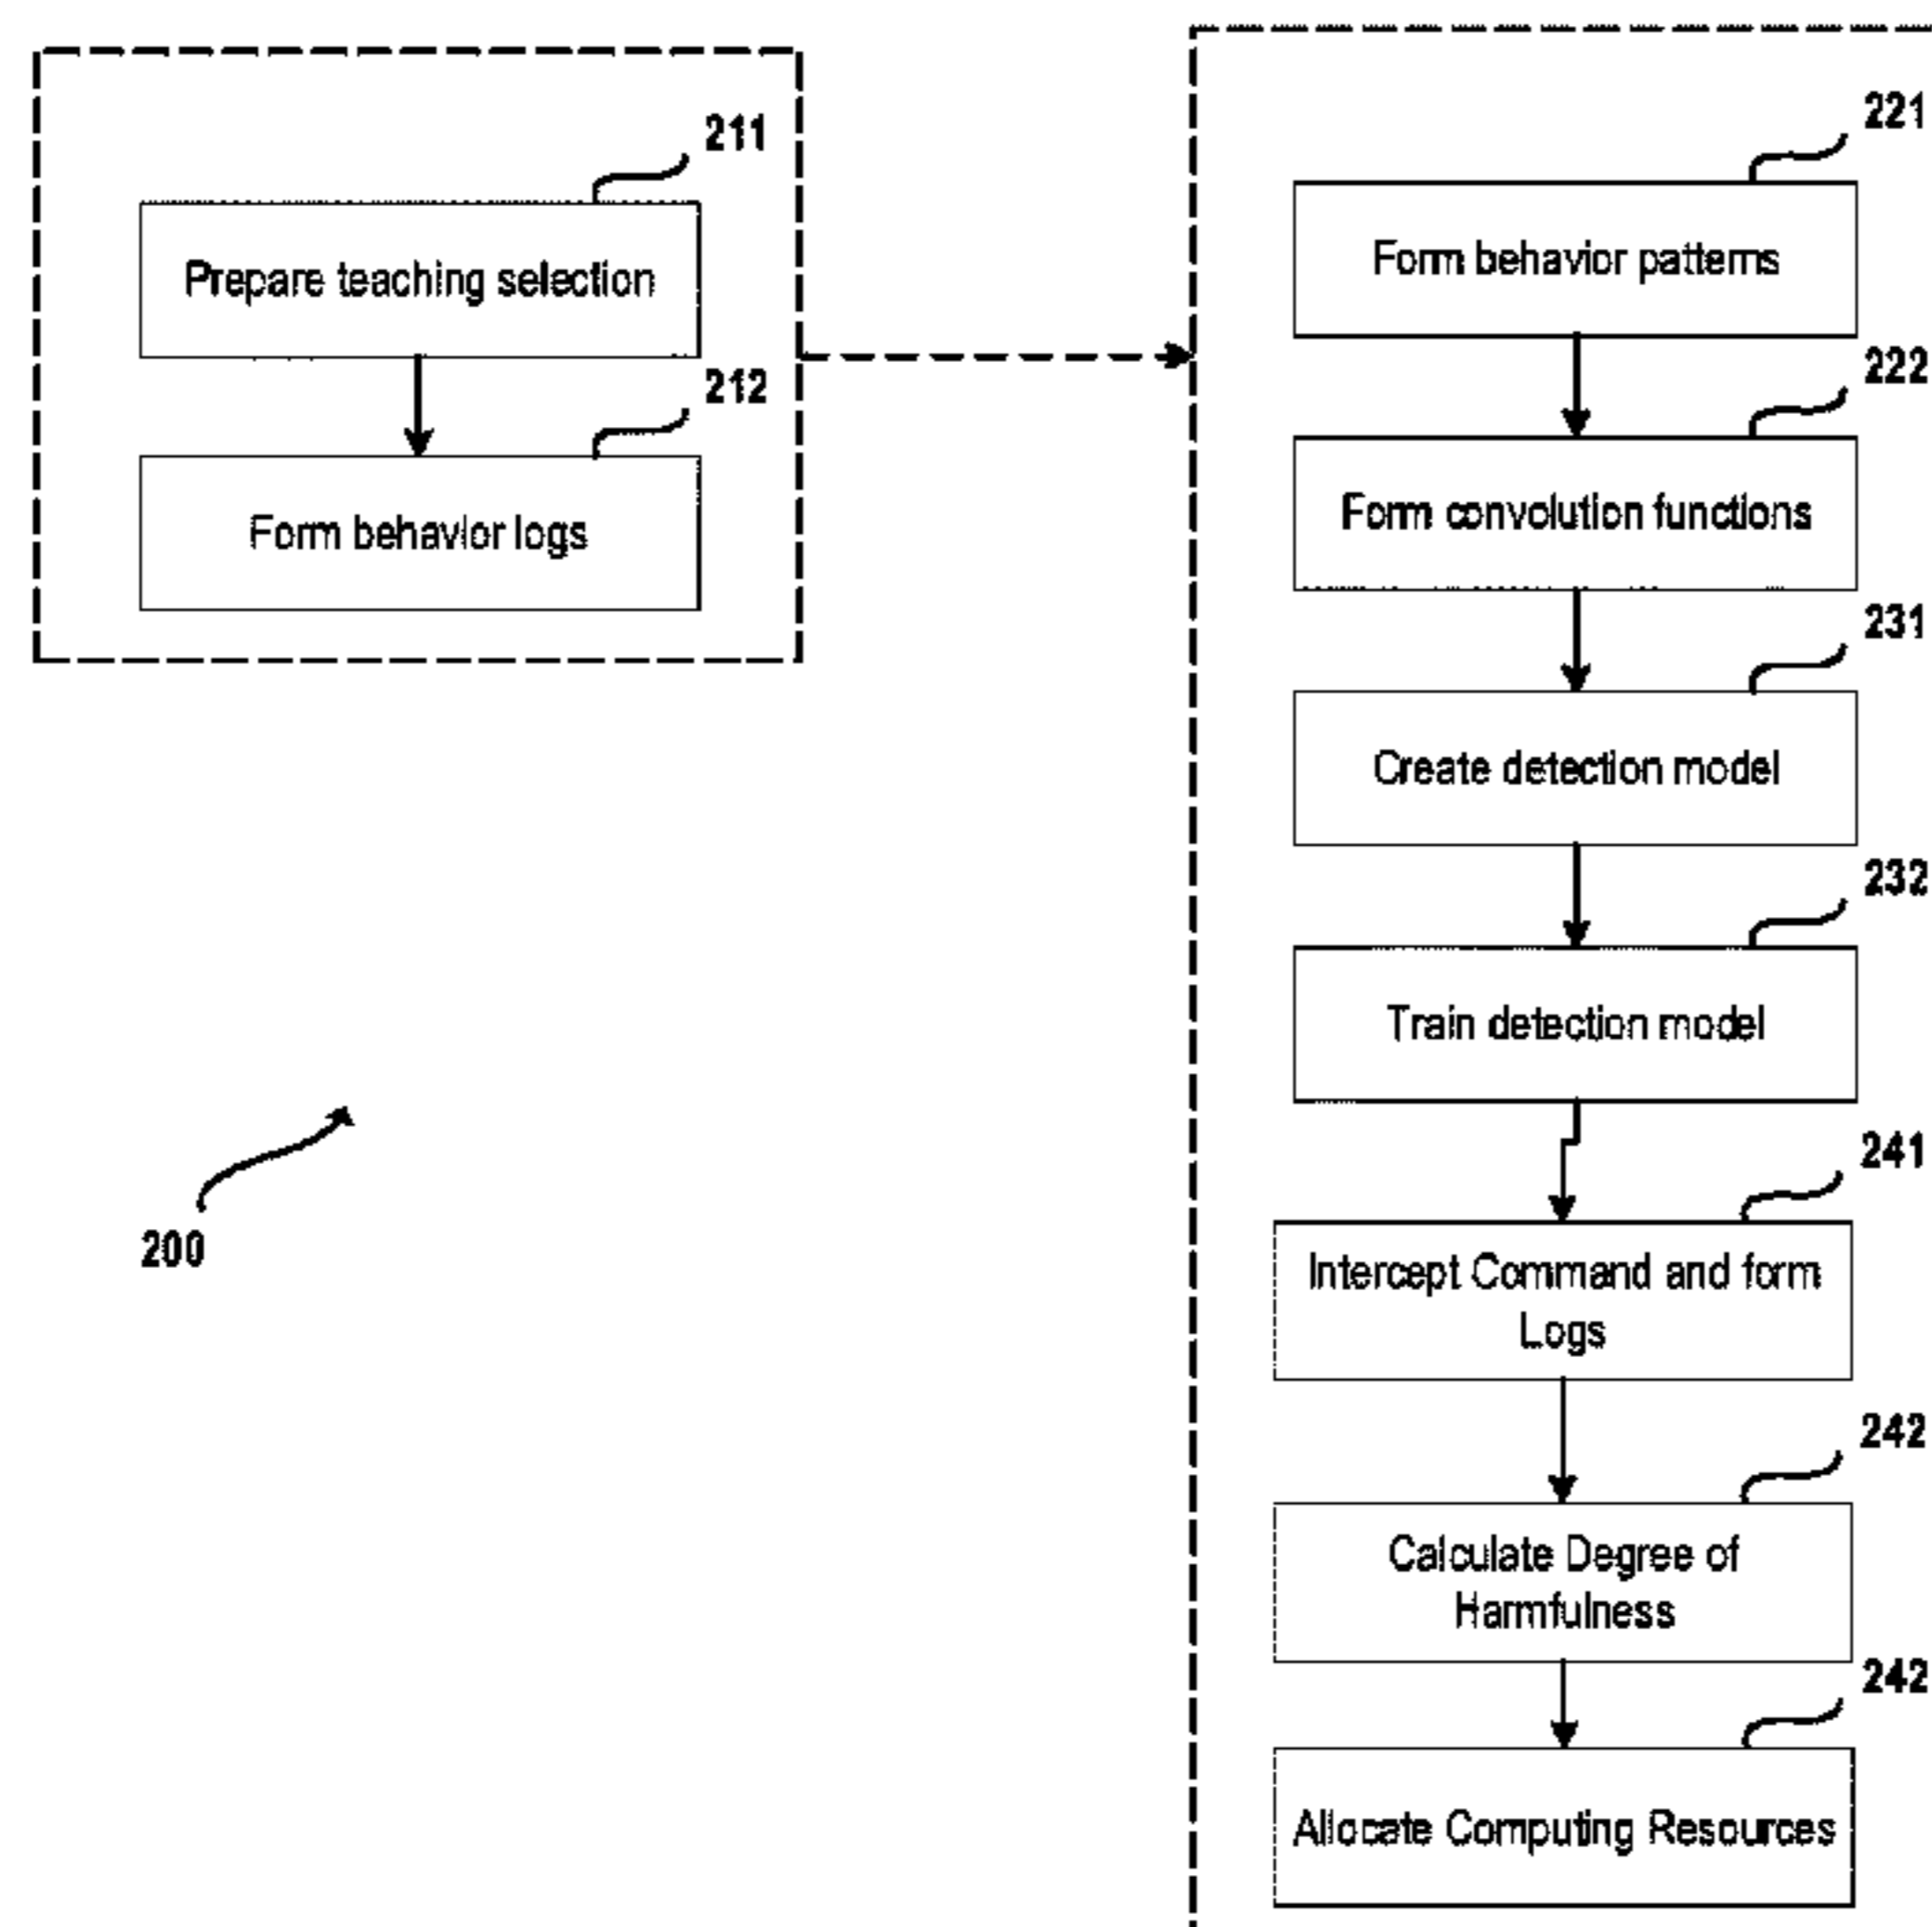 211
Prepare teaching selection
212
Form behavior logs
200
221
Form behavior patterns
222
Form convolution functions
231
Create detection model
232
Train detection model
241
Intercept Command and form
Logs
242
Calculate Degree of
Harmfulness
242
Allocate Computing Resources